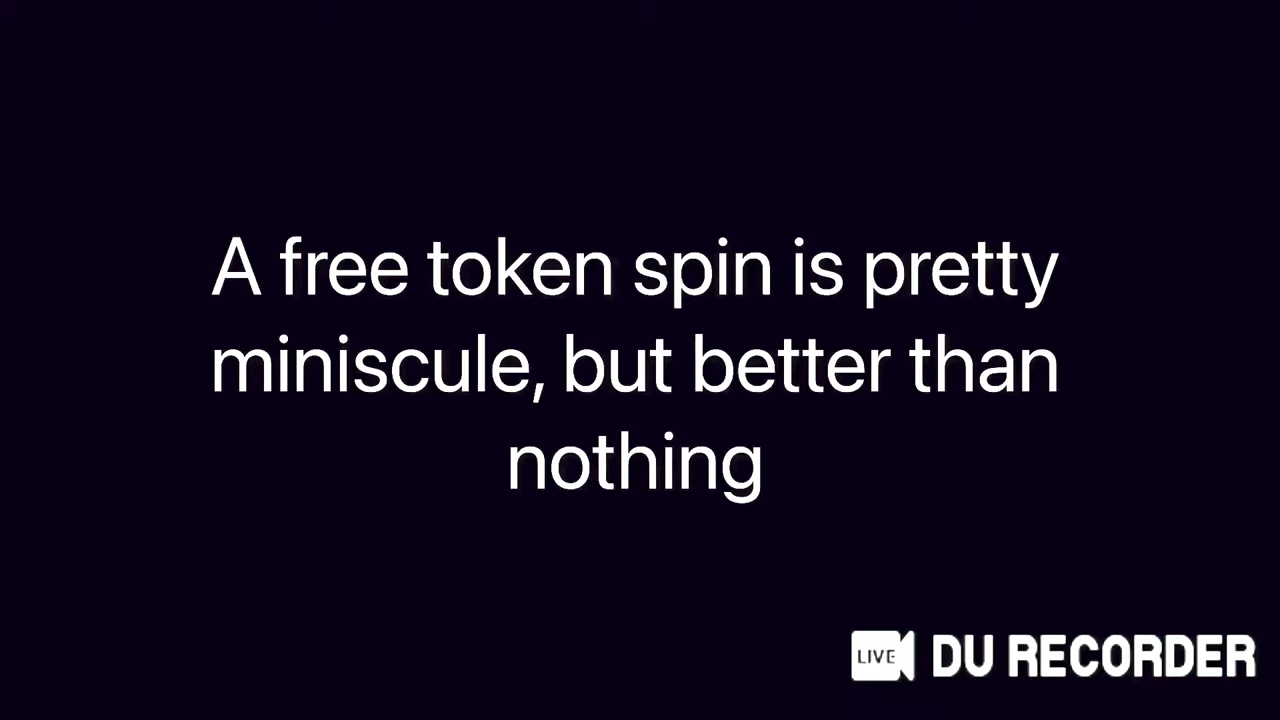 A free token spin is pretty
miniscule, but better than
nothing
LIVE DU RECORDER